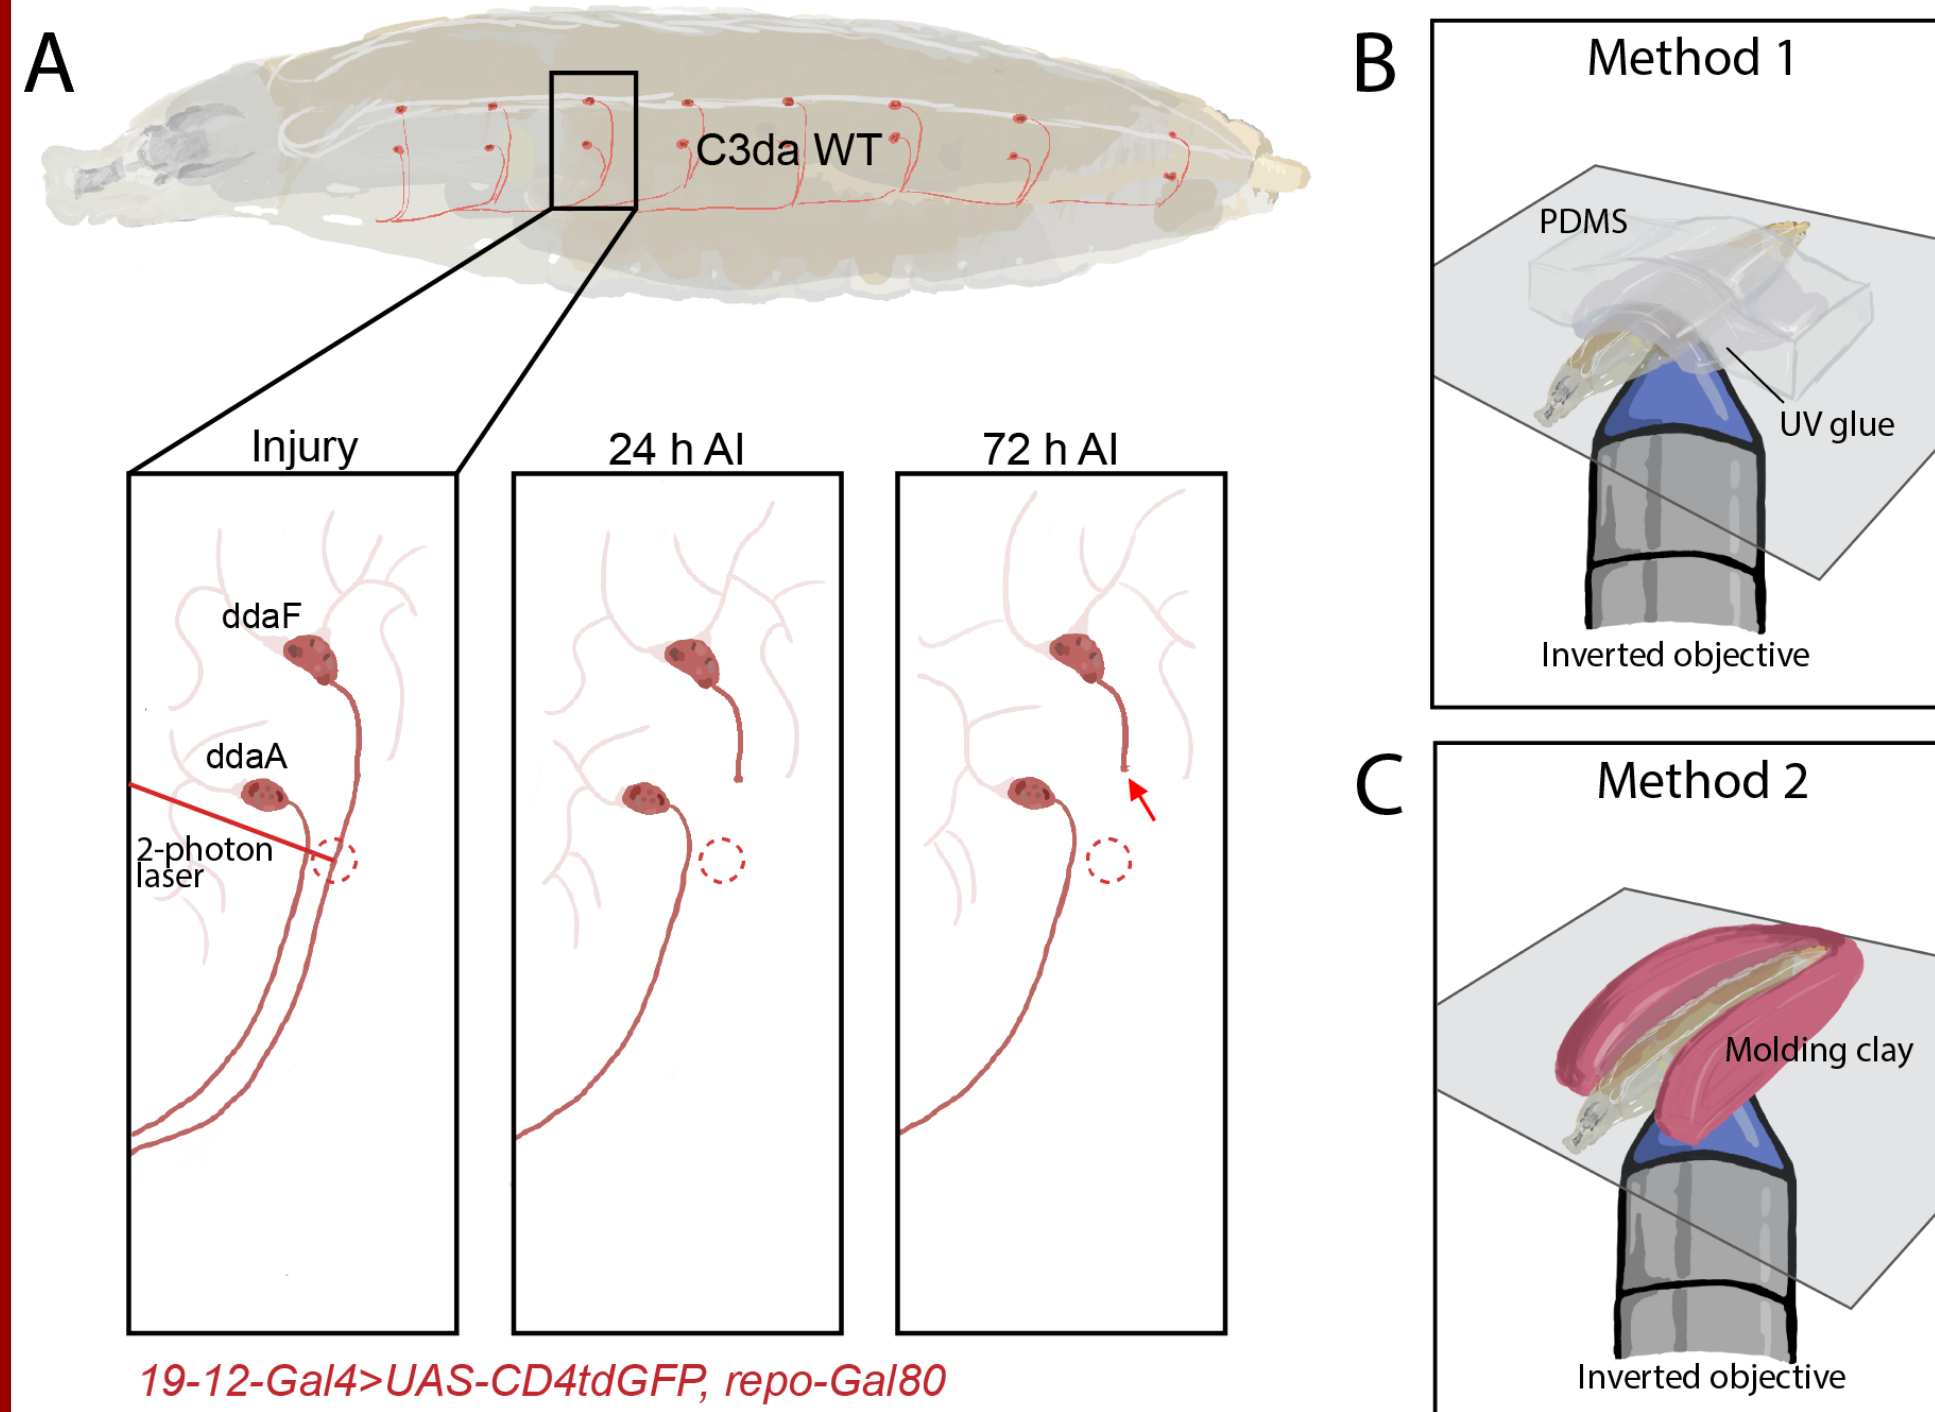 A
C3da WT
Injury
24 h AI
72 h AI
ddaF
ddaA
2-photon
laser
19-12-Gal4>UAS-CD4tdGFP, repo-Gal80
B
Method 1
PDMS
UV glue
Inverted objective
C
Method 2
Molding clay
Inverted objective